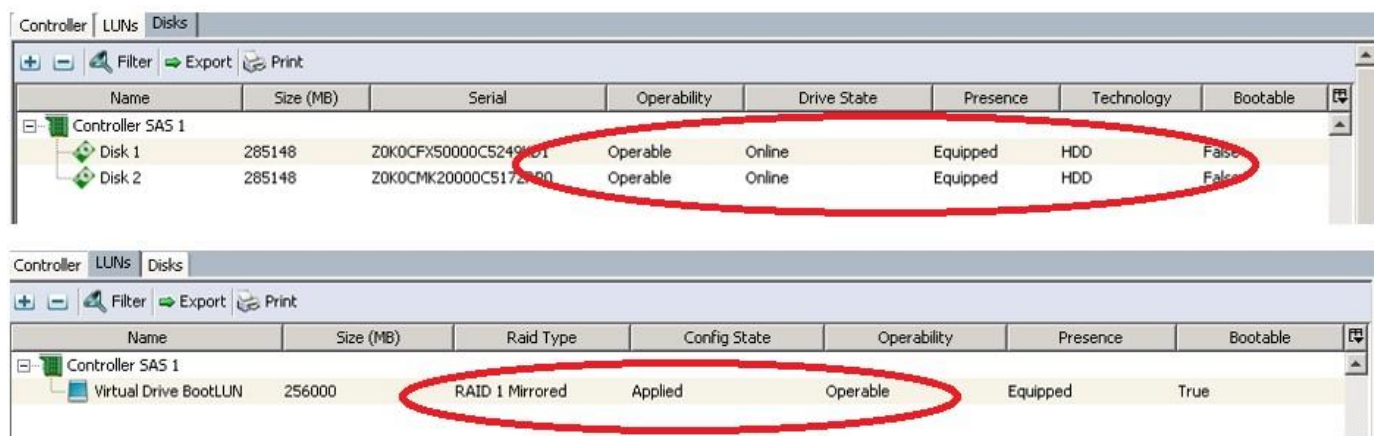 Controller LUNs Disks
Filter Export Print
Name Size (MB) Serial Operability Drive State Presence Technology Bootable
Controller SAS 1
Disk 1 285148 Operable Online Equipped HDD False
Disk 2 285148 Operable Online Equipped HDD False
Controller LUNs Disks
Filter Export Print
Name Size (MB) Raid Type Config State Operability Presence Bootable
Controller SAS 1
Virtual Drive BootLUN 256000 RAID 1 Mirrored Applied Operable Equipped True